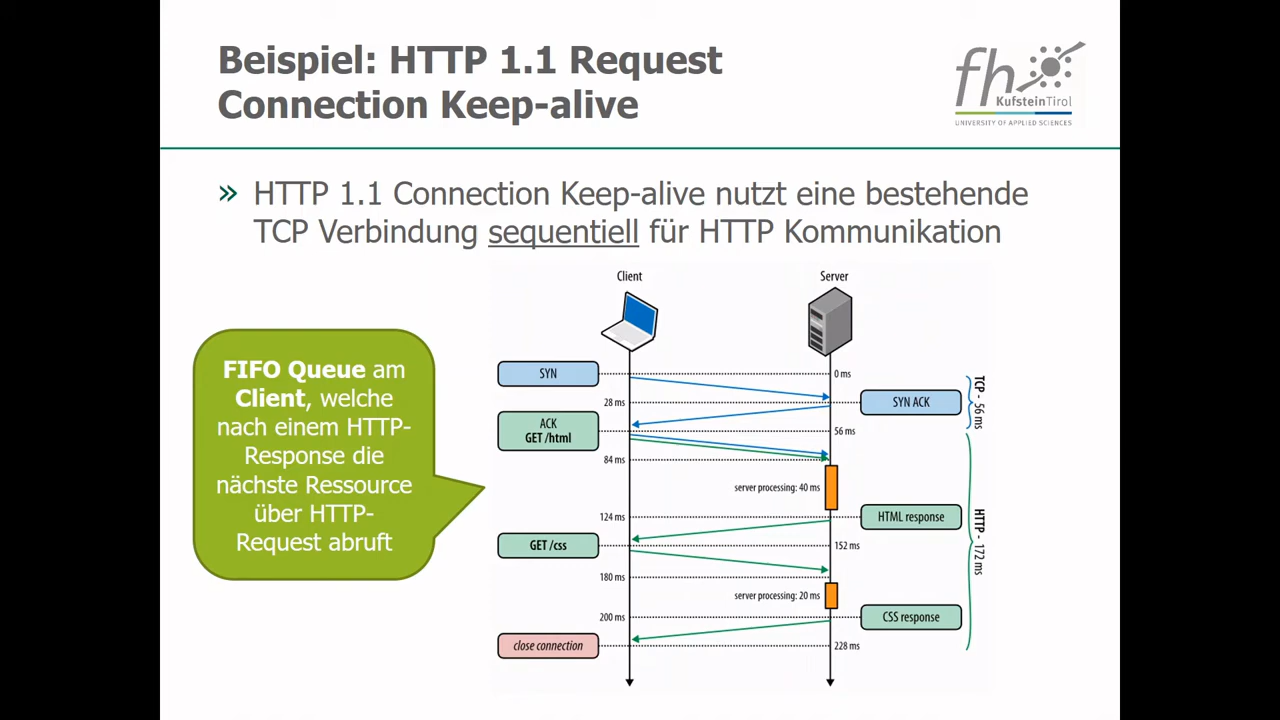 Beispiel: HTTP 1.1 Request
Connection Keep-alive
fh
KufsteinTirol
UNIVERSITY OF APPLIED SCIENCES
» HTTP 1.1 Connection Keep-alive nutzt eine bestehende
TCP Verbindung sequentiell für HTTP Kommunikation
FIFO Queue am
Client, welche
nach einem HTTP-
Response die
nächste Ressource
über HTTP-
Request abruft
Client
Server
SYN
0 ms
28 ms
SYN ACK
TCP - 56 ms
ACK
GET /html
56 ms
84 ms
server processing: 40 ms
124 ms
HTML response
HTTP - 172 ms
GET /css
152 ms
180 ms
server processing: 20 ms
200 ms
CSS response
close connection
228 ms